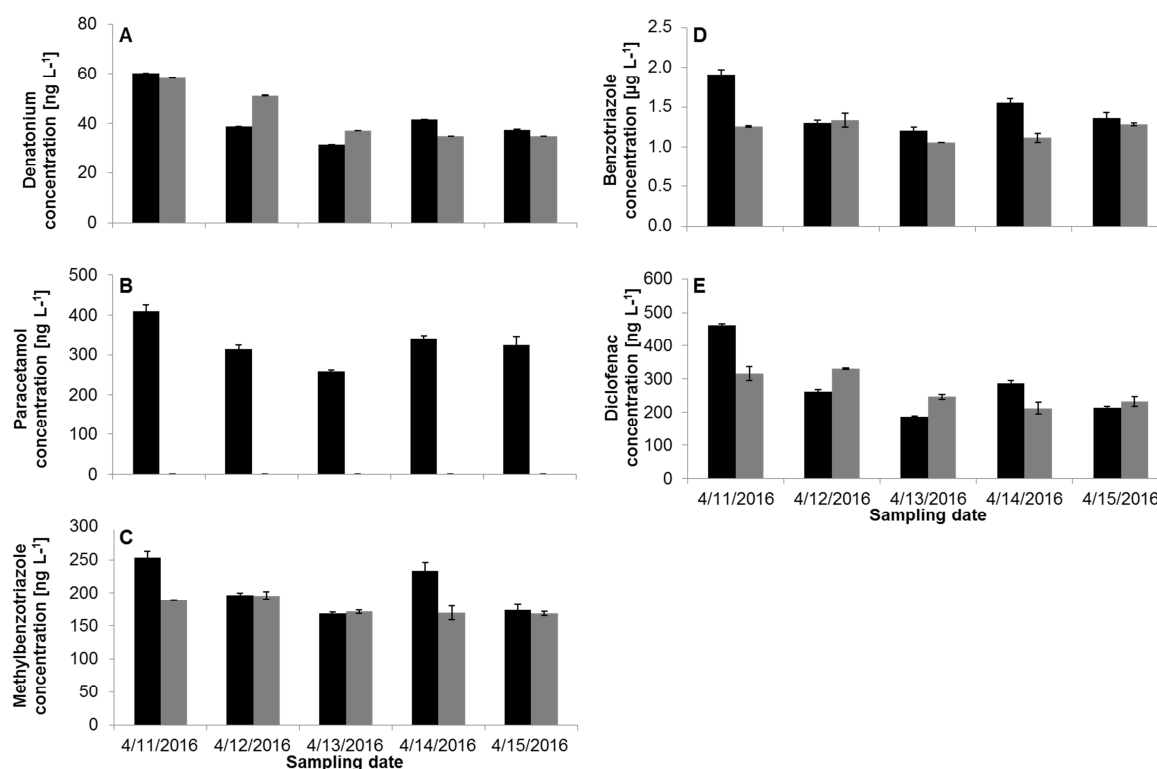 A
Denatonium
concentration [ng L-¹]
80
60
40
20
0
B
Paracetamol
concentration [ng L-¹]
500
400
300
200
100
0
C
Methylbenzotriazole
concentration [ng L-¹]
300
250
200
150
100
50
0
4/11/2016 4/12/2016 4/13/2016 4/14/2016 4/15/2016
Sampling date
D
Benzotriazole
concentration [µg L-¹]
2.5
2.0
1.5
1.0
0.5
0.0
E
Diclofenac
concentration [ng L-¹]
600
500
400
300
200
100
0
4/11/2016 4/12/2016 4/13/2016 4/14/2016 4/15/2016
Sampling date